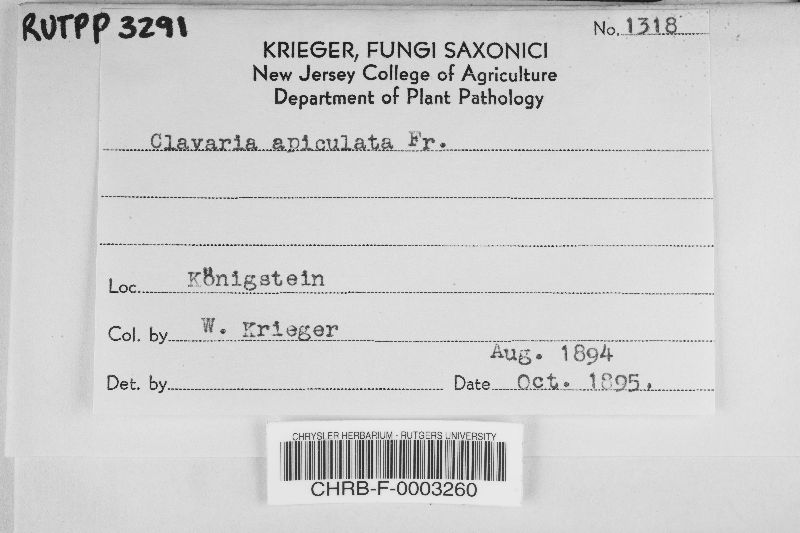 RUTPP 3291
No. 1318
KRIEGER, FUNGI SAXONICI
New Jersey College of Agriculture
Department of Plant Pathology
Clavaria apiculata Fr.
Loc. Königstein
Col. by W. Krieger
Aug. 1894
Det. by Date Oct. 1895.
CHRYSLER HERBARIUM - RUTGERS UNIVERSITY
CHRB-F-0003260